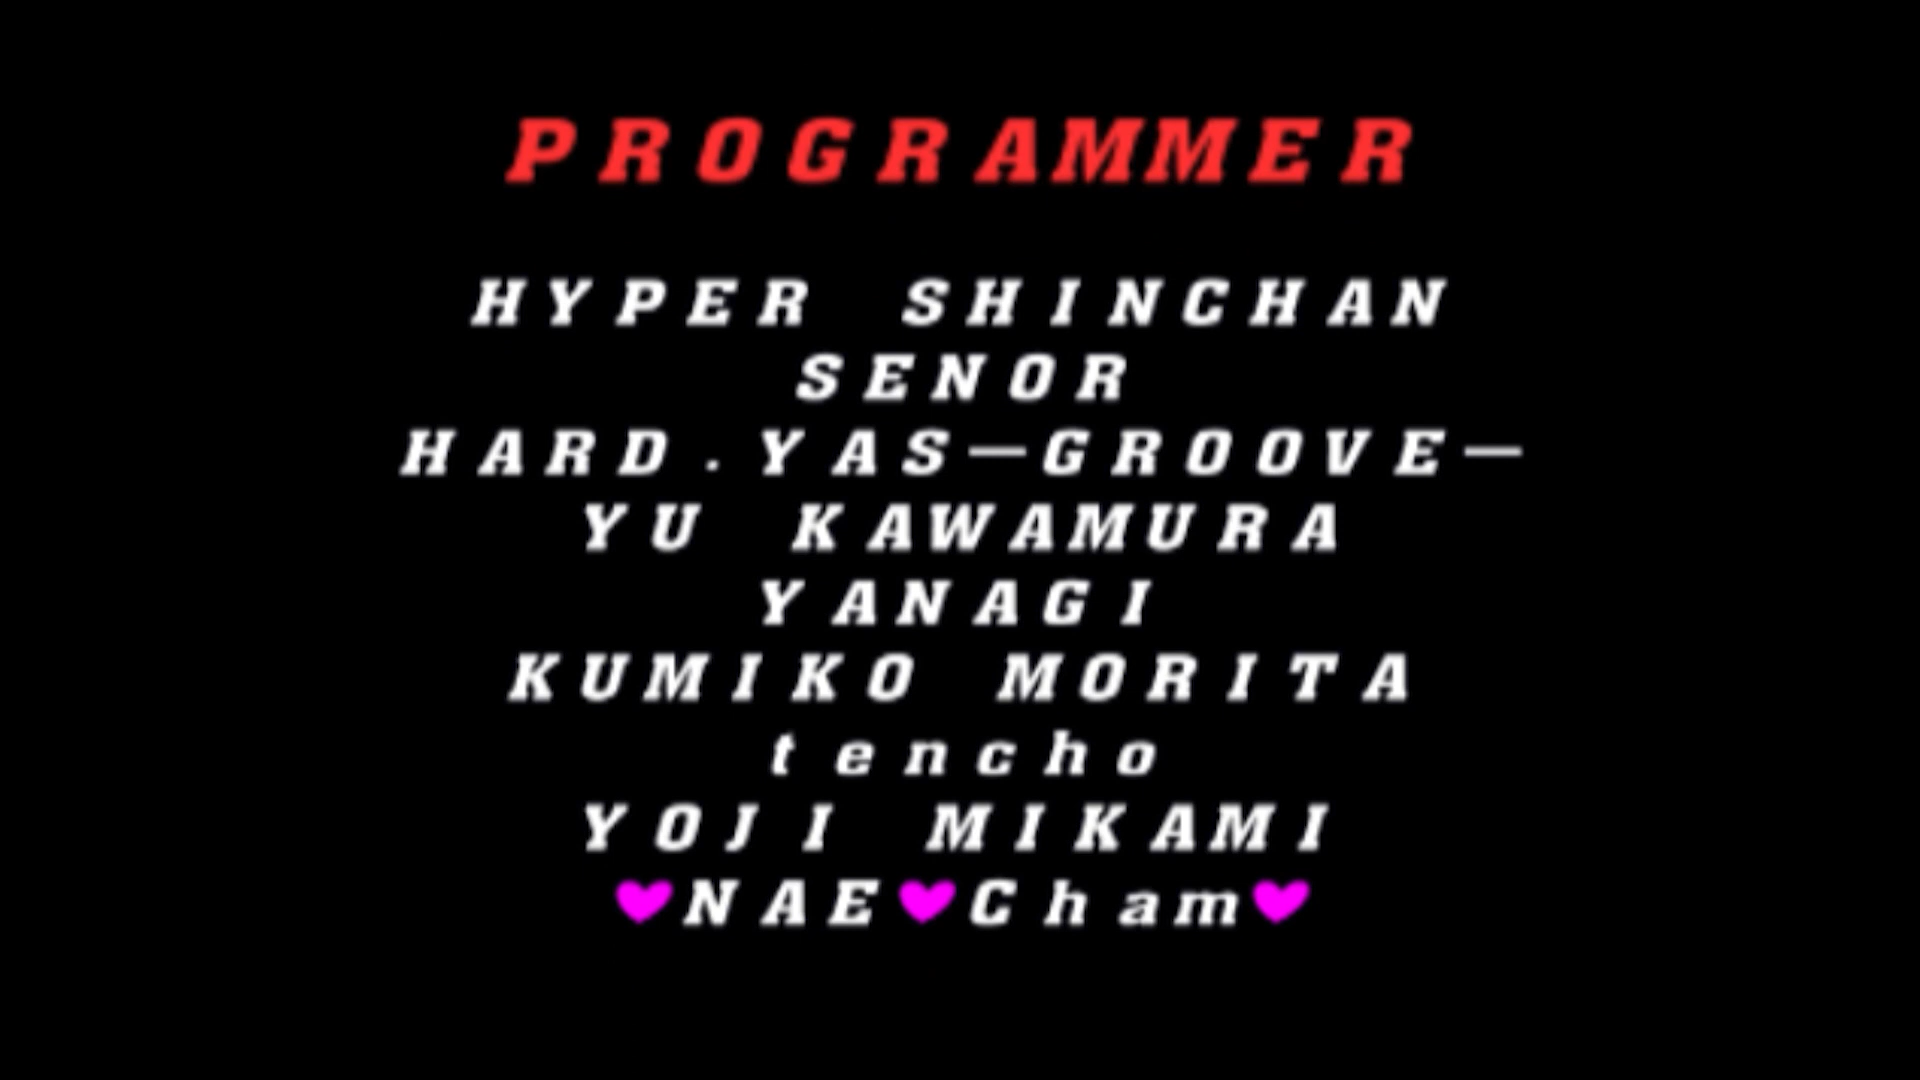 PROGRAMMER
HYPER SHINCHAN
SENOR
HARD.YAS—GROOVE—
YU KAWAMURA
YANAGI
KUMIKO MORITA
tencho
YOJI MIKAMI
♥NAE♥Cham♥